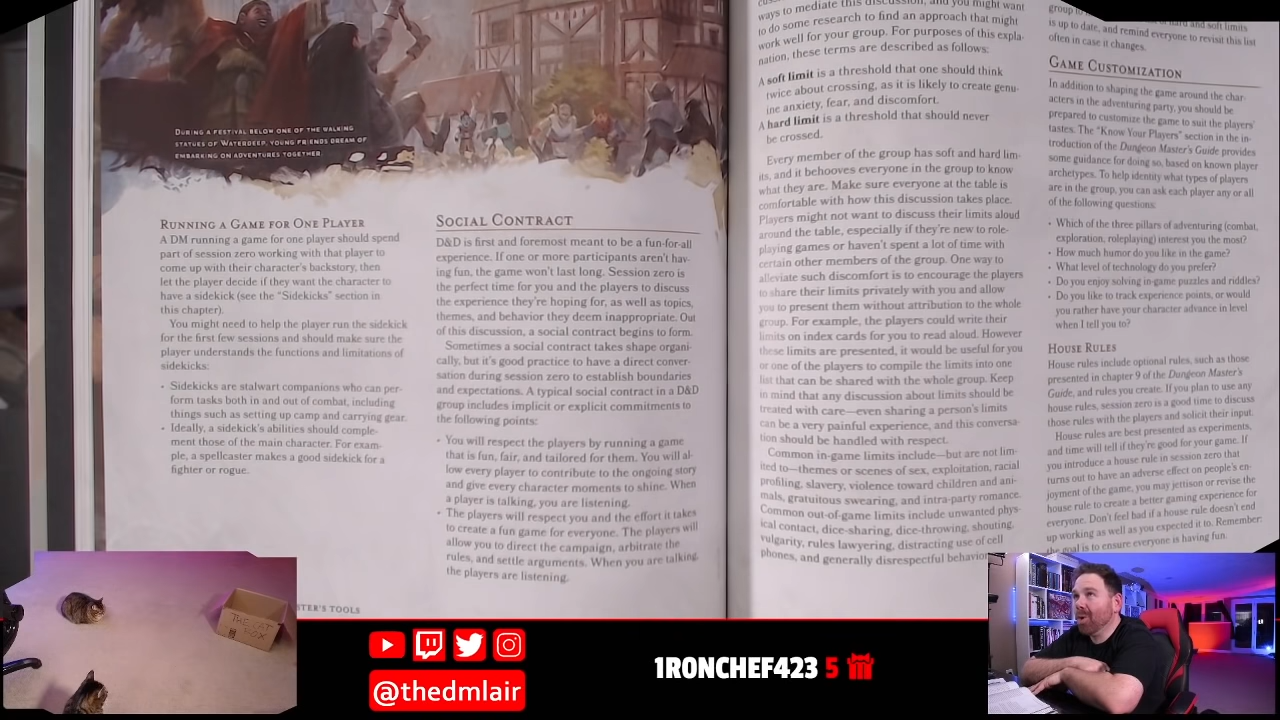 DURING A FESTIVAL BELOW ONE OF THE WALKING
STATUES OF WATERDEEP, YOUNG FRIENDS DREAM OF
EMBARKING ON ADVENTURES TOGETHER
RUNNING A GAME FOR ONE PLAYER
A DM running a game for one player should spend
part of session zero working with that player to
come up with their character's backstory, then
let the player decide if they want the character to
have a sidekick (see the "Sidekicks" section in
this chapter).
You might need to help the player run the sidekick
for the first few sessions and should make sure the
player understands the functions and limitations of
sidekicks:
• Sidekicks are stalwart companions who can per-
form tasks both in and out of combat, including
things such as setting up camp and carrying gear.
• Ideally, a sidekick's abilities should comple-
ment those of the main character. For exam-
ple, a spellcaster makes a good sidekick for a
fighter or rogue.
SOCIAL CONTRACT
D&D is first and foremost meant to be a fun-for-all
experience. If one or more participants aren't hav-
ing fun, the game won't last long. Session zero is
the perfect time for you and the players to discuss
the experience they're hoping for, as well as topics,
themes, and behavior they deem inappropriate. Out
of this discussion, a social contract begins to form.
Sometimes a social contract takes shape organi-
cally, but it's good practice to have a direct conver-
sation during session zero to establish boundaries
and expectations. A typical social contract in a D&D
group includes implicit or explicit commitments to
the following points:
• You will respect the players by running a game
that is fun, fair, and tailored for them. You will al-
low every player to contribute to the ongoing story
and give every character moments to shine. When
a player is talking, you are listening.
• The players will respect you and the effort it takes
to create a fun game for everyone. The players will
allow you to direct the campaign, arbitrate the
rules, and settle arguments. When you are talking,
the players are listening.
TER'S TOOLS
ways to mediate this discussion, and you might want
to do some research to find an approach that might
work well for your group. For purposes of this expla-
nation, these terms are described as follows:
A soft limit is a threshold that one should think
twice about crossing, as it is likely to create genu-
ine anxiety, fear, and discomfort.
A hard limit is a threshold that should never
be crossed.
Every member of the group has soft and hard lim-
its, and it behooves everyone in the group to know
what they are. Make sure everyone at the table is
comfortable with how this discussion takes place.
Players might not want to discuss their limits aloud
around the table, especially if they're new to role-
playing games or haven't spent a lot of time with
certain other members of the group. One way to
alleviate such discomfort is to encourage the players
to share their limits privately with you and allow
you to present them without attribution to the whole
group. For example, the players could write their
limits on index cards for you to read aloud. However
these limits are presented, it would be useful for you
or one of the players to compile the limits into one
list that can be shared with the whole group. Keep
in mind that any discussion about limits should be
treated with care—even sharing a person's limits
can be a very painful experience, and this conversa-
tion should be handled with respect.
Common in-game limits include—but are not lim-
ited to—themes or scenes of sex, exploitation, racial
profiling, slavery, violence toward children and ani-
mals, gratuitous swearing, and intra-party romance.
Common out-of-game limits include unwanted phys-
ical contact, dice-sharing, dice-throwing, shouting,
vulgarity, rules lawyering, distracting use of cell
phones, and generally disrespectful behavior
of hard and soft limits
is up to date, and remind everyone to revisit this list
often in case it changes.
GAME CUSTOMIZATION
In addition to shaping the game around the char-
acters in the adventuring party, you should be
prepared to customize the game to suit the players'
tastes. The "Know Your Players" section in the in-
troduction of the Dungeon Master's Guide provides
some guidance for doing so, based on known player
archetypes. To help identity what types of players
are in the group, you can ask each player any or all
of the following questions:
• Which of the three pillars of adventuring (combat,
exploration, roleplaying) interest you the most?
• How much humor do you like in the game?
• What level of technology do you prefer?
• Do you enjoy solving in-game puzzles and riddles?
• Do you like to track experience points, or would
you rather have your character advance in level
when I tell you to?
HOUSE RULES
House rules include optional rules, such as those
presented in chapter 9 of the Dungeon Master's
Guide, and rules you create. If you plan to use any
house rules, session zero is a good time to discuss
those rules with the players and solicit their input.
House rules are best presented as experiments,
and time will tell if they're good for your game. If
you introduce a house rule in session zero that
turns out to have an adverse effect on people's en-
joyment of the game, you may jettison or revise the
house rule to create a better gaming experience for
everyone. Don't feel bad if a house rule doesn't end
up working as well as you expected it to. Remember:
the goal is to ensure everyone is having fun.
THE CAT
BOX
@thedmlair
1RONCHEF423 5